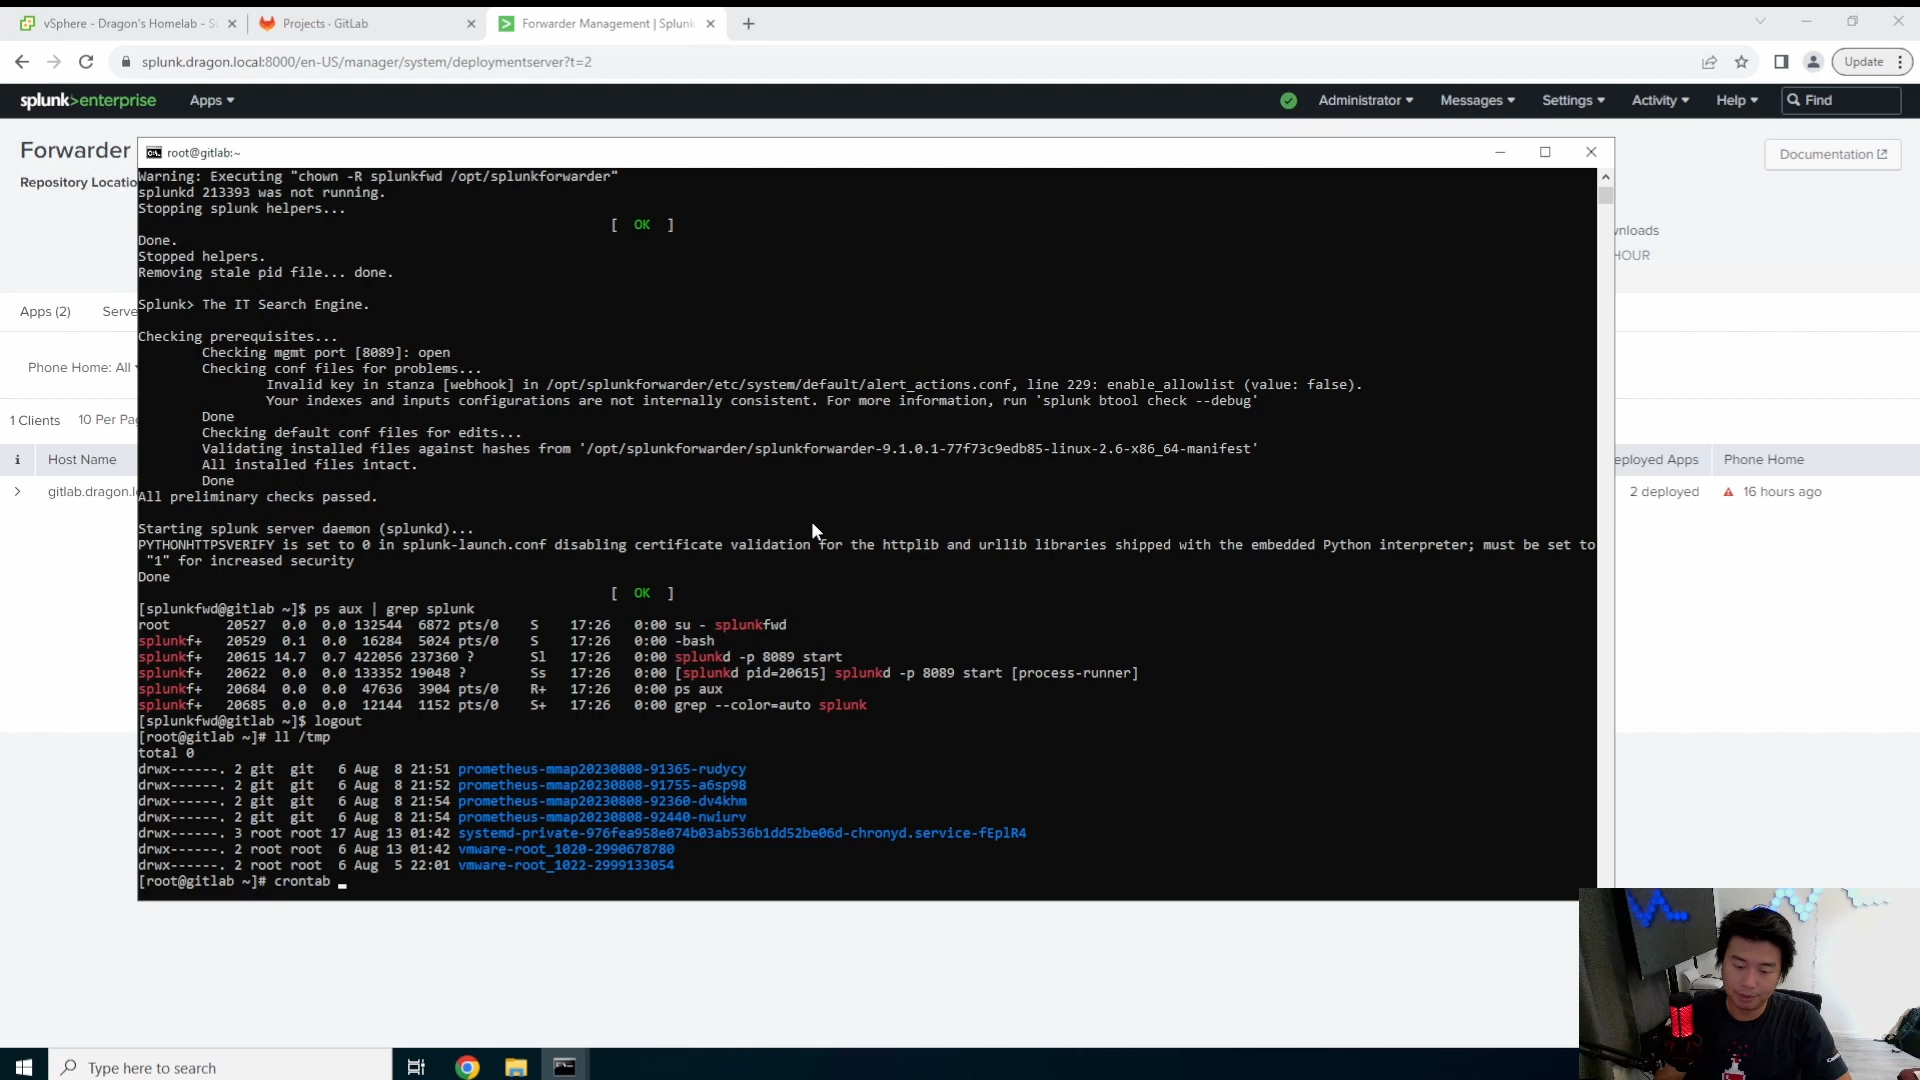 vSphere - Dragon's Homelab - S
Projects · GitLab
Forwarder Management | Splunk
splunk.dragon.local:8000/en-US/manager/system/deploymentserver?t=2
Update
splunk>enterprise
Apps
Administrator
Messages
Settings
Activity
Help
Find
Forwarder
Documentation
Repository Locatio
wnloads
HOUR
Apps (2)
Serve
Phone Home: All
1 Clients
10 Per Pa
i
Host Name
eployed Apps
Phone Home
gitlab.dragon.l
2 deployed
16 hours ago
root@gitlab:~
Warning: Executing "chown -R splunkfwd /opt/splunkforwarder"
splunkd 213393 was not running.
Stopping splunk helpers...
[  OK  ]
Done.
Stopped helpers.
Removing stale pid file... done.
Splunk> The IT Search Engine.
Checking prerequisites...
Checking mgmt port [8089]: open
Checking conf files for problems...
Invalid key in stanza [webhook] in /opt/splunkforwarder/etc/system/default/alert_actions.conf, line 229: enable_allowlist (value: false).
Your indexes and inputs configurations are not internally consistent. For more information, run 'splunk btool check --debug'
Done
Checking default conf files for edits...
Validating installed files against hashes from '/opt/splunkforwarder/splunkforwarder-9.1.0.1-77f73c9edb85-linux-2.6-x86_64-manifest'
All installed files intact.
Done
All preliminary checks passed.
Starting splunk server daemon (splunkd)...
PYTHONHTTPSVERIFY is set to 0 in splunk-launch.conf disabling certificate validation for the httplib and urllib libraries shipped with the embedded Python interpreter; must be set to
"1" for increased security
Done
[  OK  ]
[splunkfwd@gitlab ~]$ ps aux | grep splunk
root       20527  0.0  0.0 132544  6872 pts/0    S    17:26   0:00 su - splunkfwd
splunkf+   20529  0.1  0.0  16284  5024 pts/0    S    17:26   0:00 -bash
splunkf+   20615 14.7  0.7 422056 237360 ?        Sl   17:26   0:00 splunkd -p 8089 start
splunkf+   20622  0.0  0.0 133352 19048 ?        Ss   17:26   0:00 [splunkd pid=20615] splunkd -p 8089 start [process-runner]
splunkf+   20684  0.0  0.0  47636  3904 pts/0    R+   17:26   0:00 ps aux
splunkf+   20685  0.0  0.0  12144  1152 pts/0    S+   17:26   0:00 grep --color=auto splunk
[splunkfwd@gitlab ~]$ logout
[root@gitlab ~]# ll /tmp
total 0
drwx------. 2 git  git   6 Aug  8 21:51 prometheus-mmap20230808-91365-rudycy
drwx------. 2 git  git   6 Aug  8 21:52 prometheus-mmap20230808-91755-a6sp98
drwx------. 2 git  git   6 Aug  8 21:54 prometheus-mmap20230808-92360-dv4khm
drwx------. 2 git  git   6 Aug  8 21:54 prometheus-mmap20230808-92440-nwiurv
drwx------. 3 root root 17 Aug 13 01:42 systemd-private-976fea958e074b03ab536b1dd52be06d-chronyd.service-fEplR4
drwx------. 2 root root  6 Aug 13 01:42 vmware-root_1020-2990678780
drwx------. 2 root root  6 Aug  5 22:01 vmware-root_1022-2999133054
[root@gitlab ~]# crontab
Type here to search